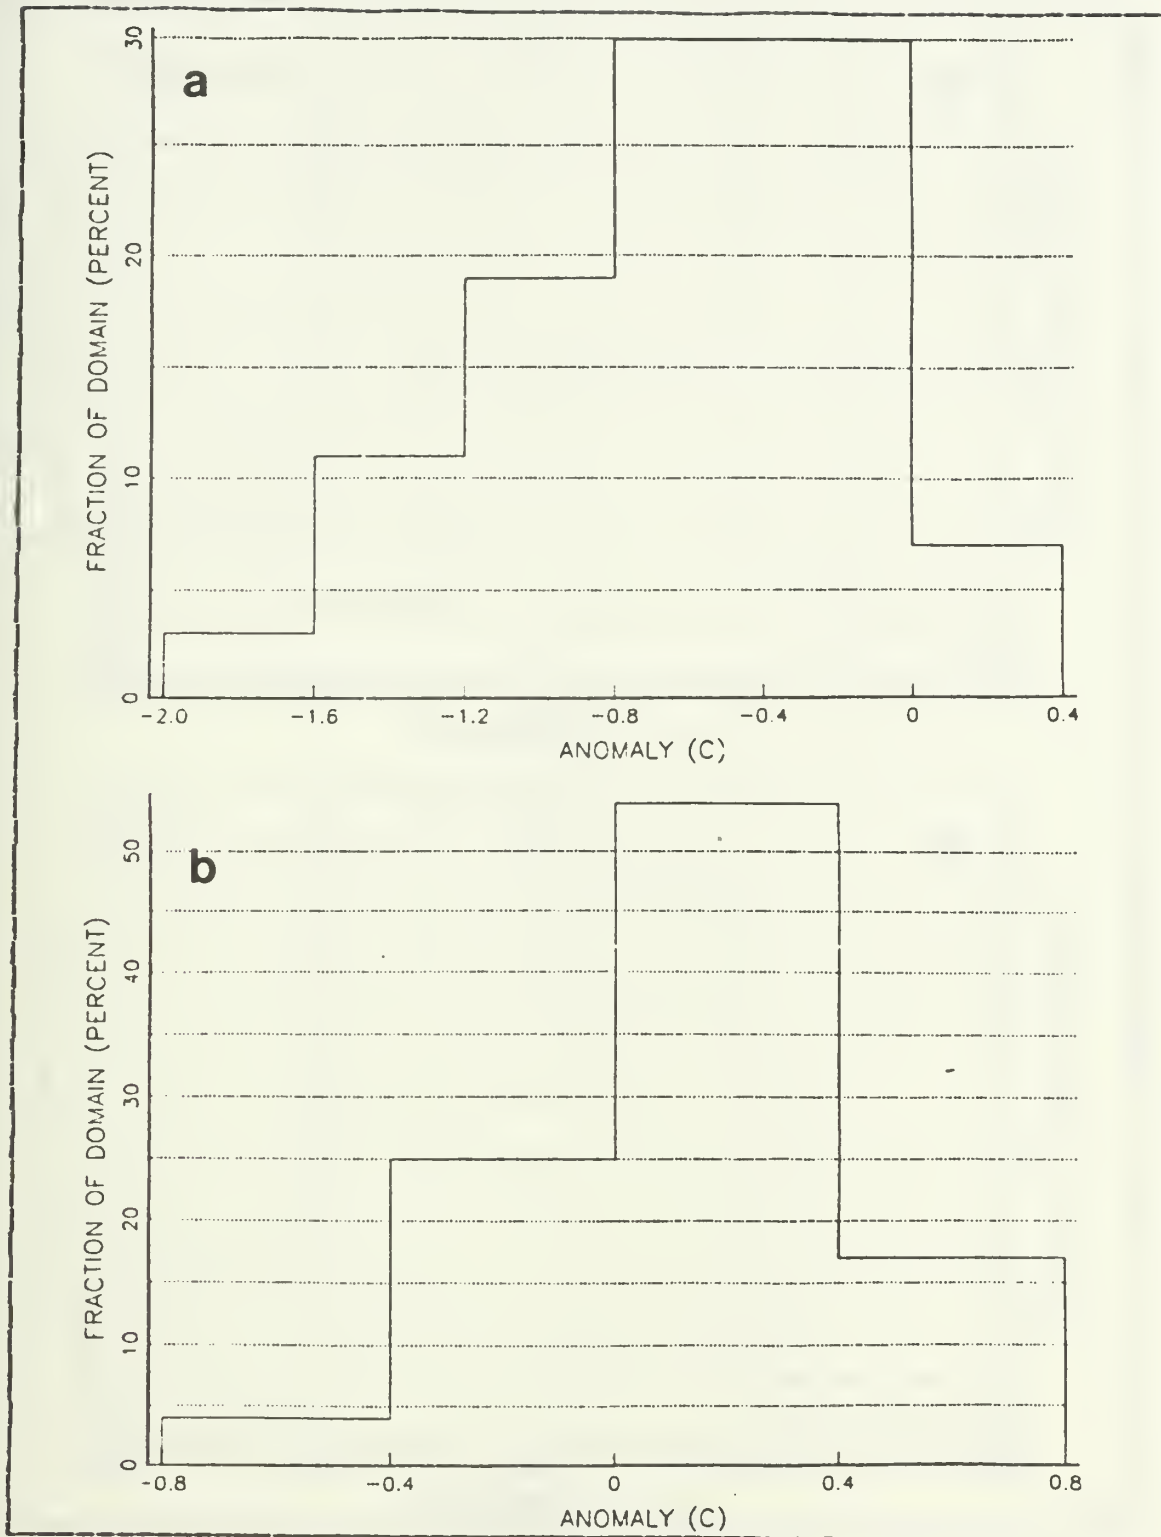 30
a
20
10
0
FRACTION OF DOMAIN (PERCENT)
-2.0 -1.6 -1.2 -0.8 -0.4 0 0.4
ANOMALY (C)
50
b
40
30
20
10
0
FRACTION OF DOMAIN (PERCENT)
-0.8 -0.4 0 0.4 0.8
ANOMALY (C)